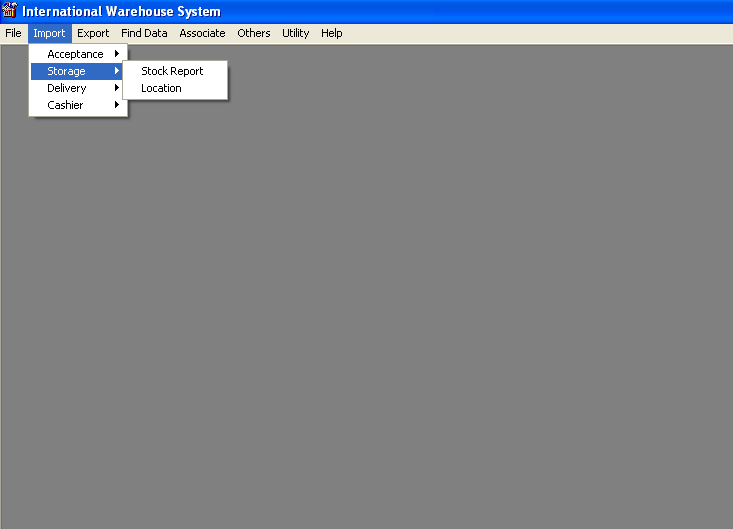 International Warehouse System
File Import Export Find Data Associate Others Utility Help
Acceptance
Storage
Delivery
Cashier
Stock Report
Location